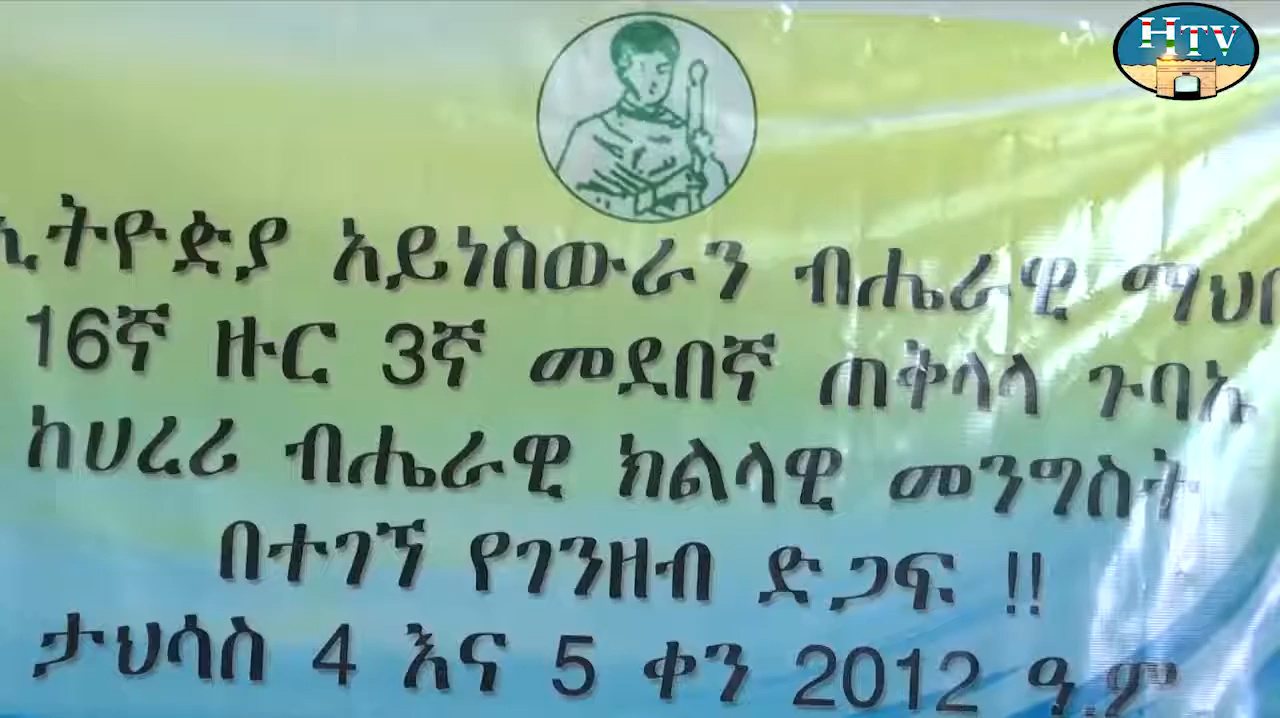 HTV
ኢትዮጵያ አይነስውራን ብሔራዊ
16ኛ ዙር 3ኛ መደበኛ ጠቅላላ ጉባኤ
ከሀረሪ ብሔራዊ ክልላዊ መንግስት
በተገኘ የገንዘብ ድጋፍ !!
ታህሳስ 4 እና 5 ቀን 2012 ዓ.ም